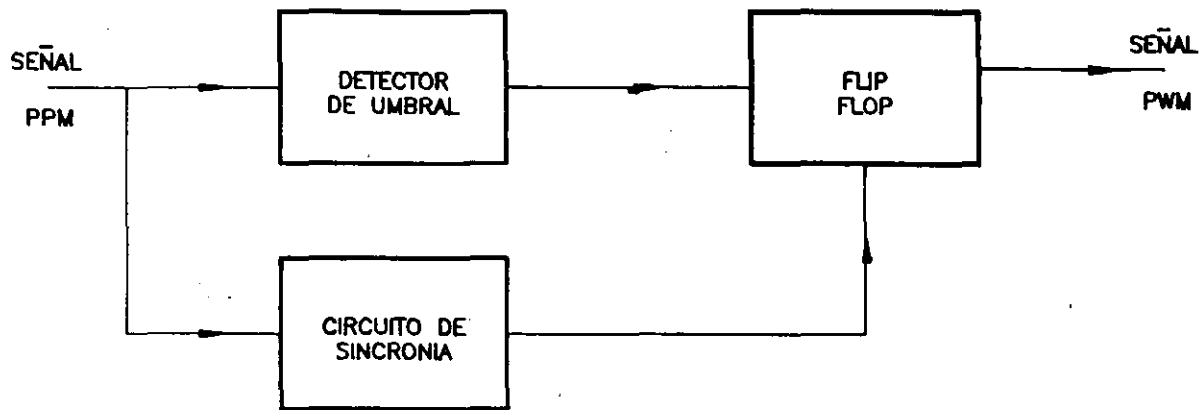 SEÑAL
PPM
DETECTOR
DE UMBRAL
FLIP
FLOP
SEÑAL
PWM
CIRCUITO DE
SINCRONIA